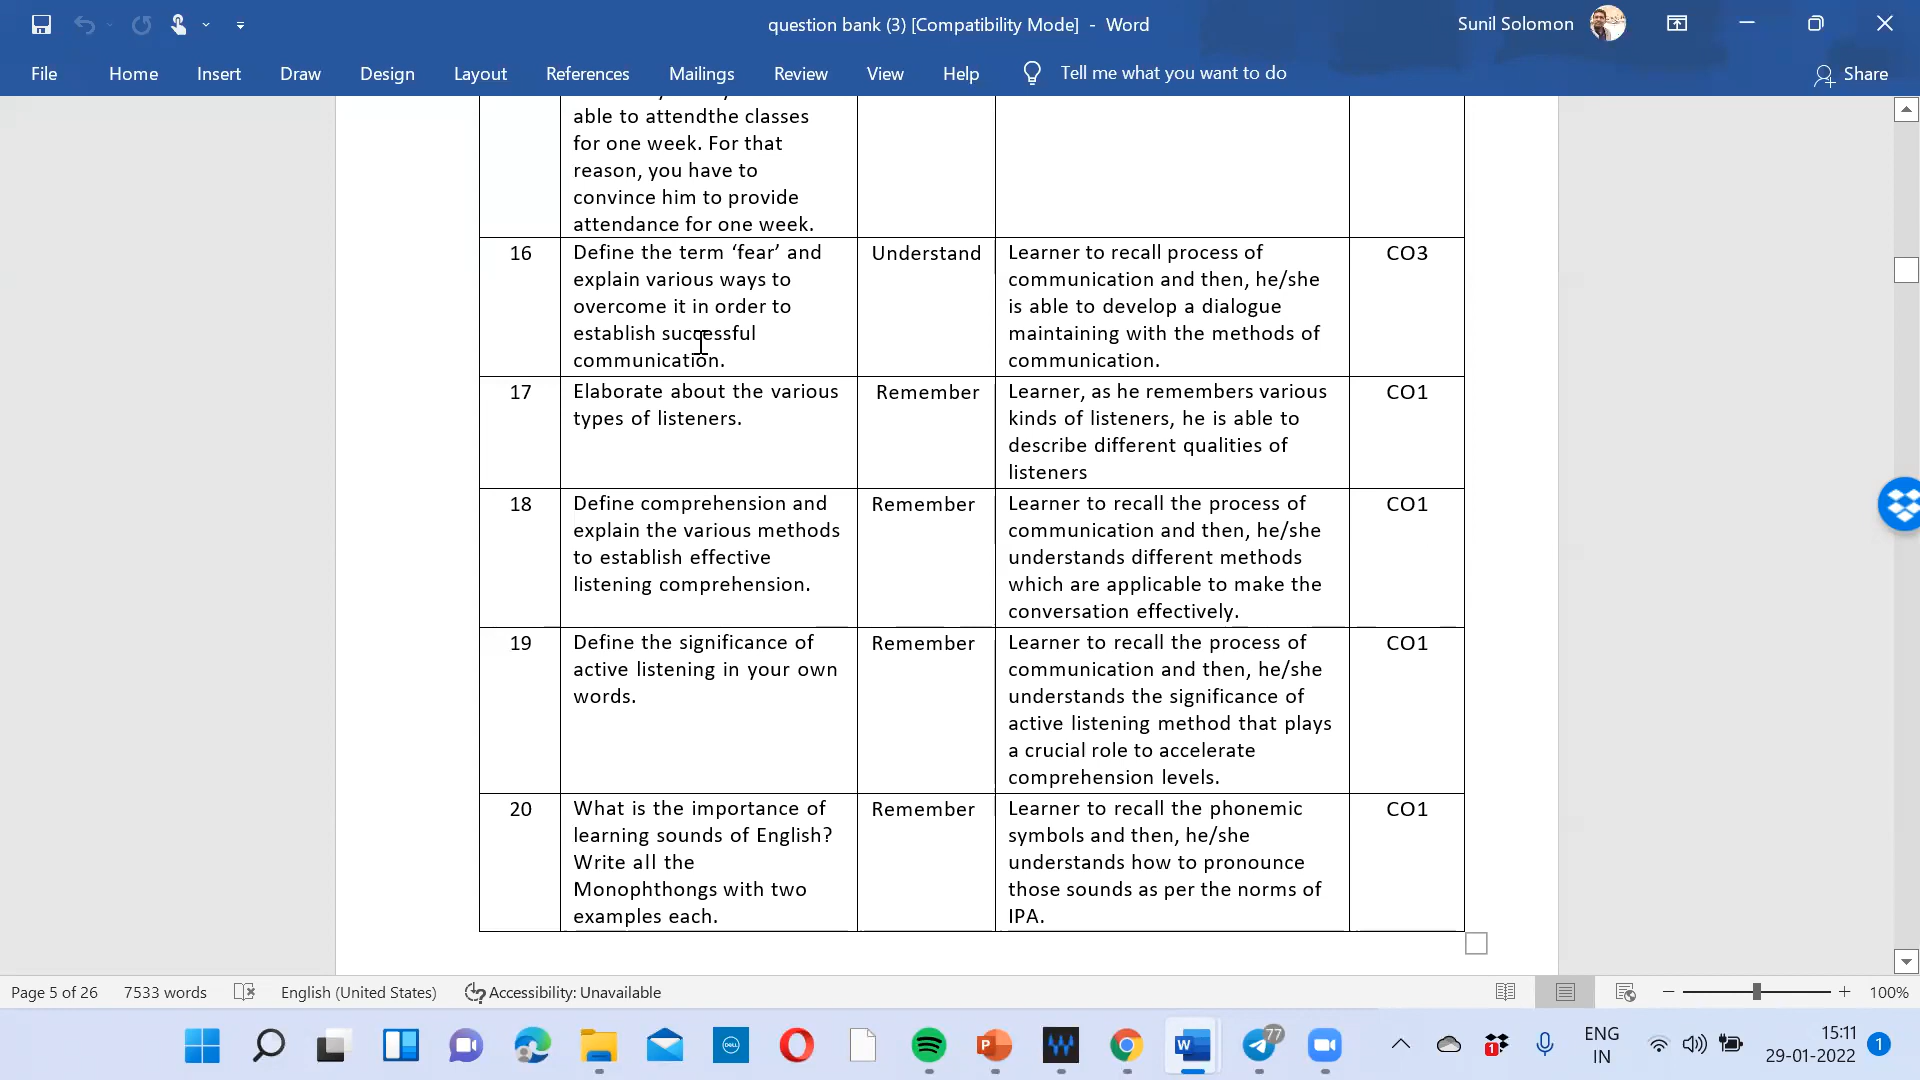 question bank (3) [Compatibility Mode] - Word
Sunil Solomon
File
Home
Insert
Draw
Design
Layout
References
Mailings
Review
View
Help
Tell me what you want to do
Share
able to attendthe classes
for one week. For that
reason, you have to
convince him to provide
attendance for one week.
16
Define the term ‘fear’ and
explain various ways to
overcome it in order to
establish successful
communication.
Understand
Learner to recall process of
communication and then, he/she
is able to develop a dialogue
maintaining with the methods of
communication.
CO3
17
Elaborate about the various
types of listeners.
Remember
Learner, as he remembers various
kinds of listeners, he is able to
describe different qualities of
listeners
CO1
18
Define comprehension and
explain the various methods
to establish effective
listening comprehension.
Remember
Learner to recall the process of
communication and then, he/she
understands different methods
which are applicable to make the
conversation effectively.
CO1
19
Define the significance of
active listening in your own
words.
Remember
Learner to recall the process of
communication and then, he/she
understands the significance of
active listening method that plays
a crucial role to accelerate
comprehension levels.
CO1
20
What is the importance of
learning sounds of English?
Write all the
Monophthongs with two
examples each.
Remember
Learner to recall the phonemic
symbols and then, he/she
understands how to pronounce
those sounds as per the norms of
IPA.
CO1
Page 5 of 26
7533 words
English (United States)
Accessibility: Unavailable
100%
DELL
P
W
77
1
ENG
IN
15:11
29-01-2022
1